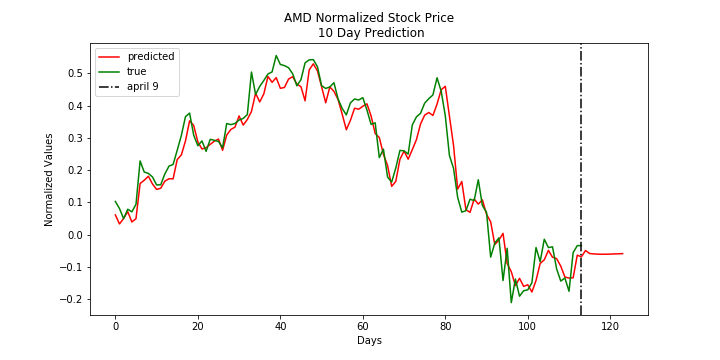 AMD Normalized Stock Price
10 Day Prediction
predicted
true
april 9
Normalized Values
0.5
0.4
0.3
0.2
0.1
0.0
−0.1
−0.2
0
20
40
60
80
100
120
Days